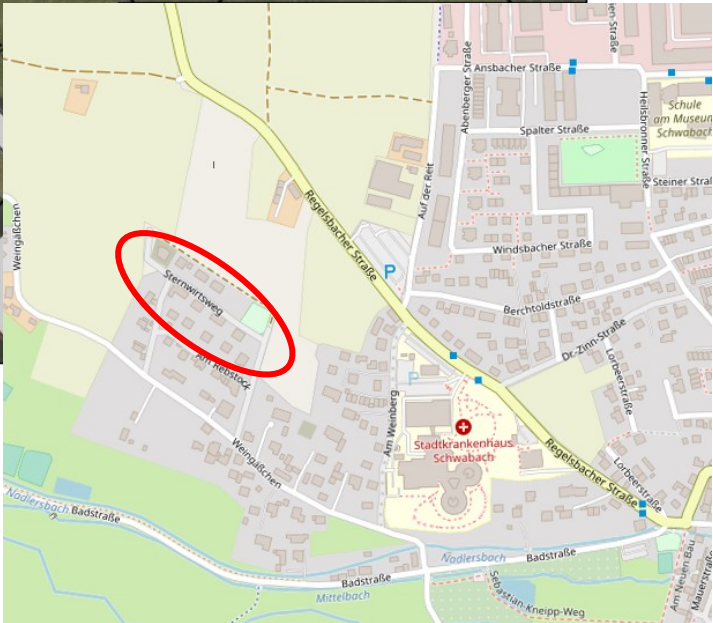 Ansbacher Straße
ien-Straße
Abenberger Straße
Heilsbronner Straße
Schule
am Museum
Schwabach
Spalter Straße
Steiner Straß
Auf der Reit
Regelsbacher Straße
Weingäßchen
Windsbacher Straße
P
Sternwirtsweg
Berchtoldstraße
Dr.-Zinn-Straße
Am Rebstock
P
Am Weinberg
Lorbeerstraße
Stadtkrankenhaus
Schwabach
Weingäßchen
Regelsbacher Straße
Lorbeerstraße
Nadlersbach
Badstraße
Nadlersbach
Badstraße
Badstraße
Mittelbach
Sebastian-Kneipp-Weg
Am Neuen Bau
Mauerstraße